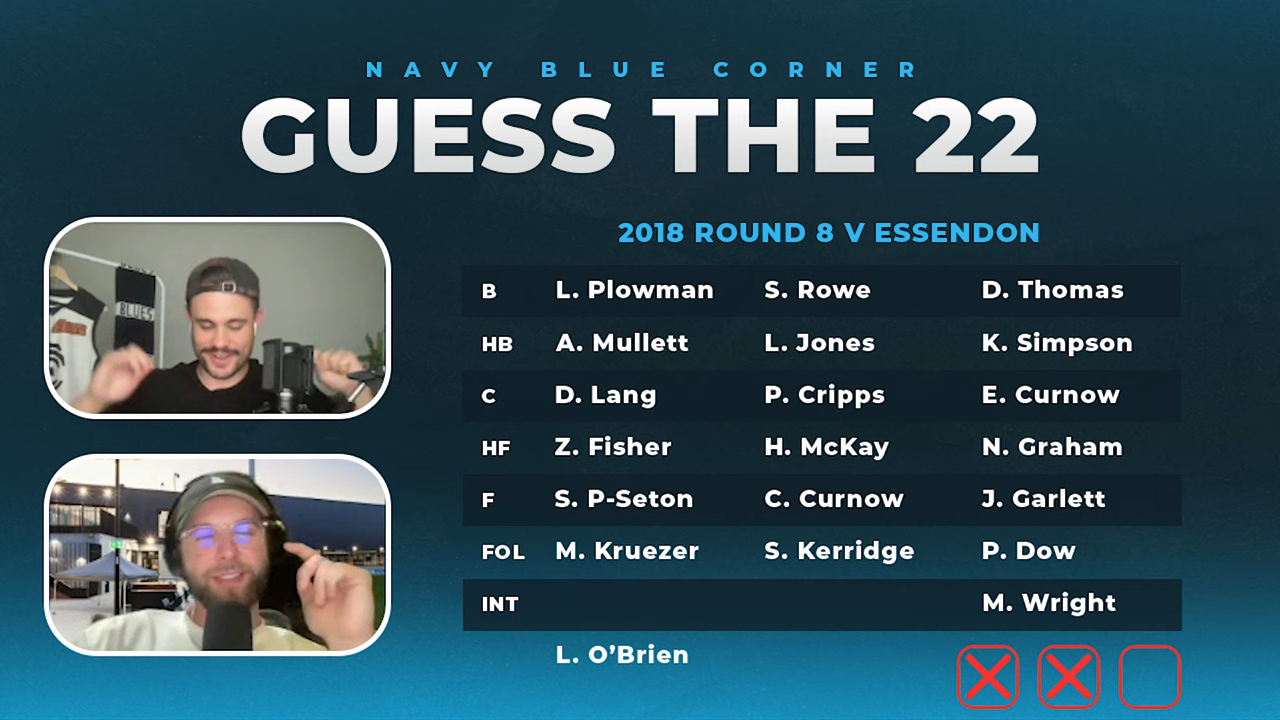 NAVY BLUE CORNER
GUESS THE 22
2018 ROUND 8 V ESSENDON
B L. Plowman S. Rowe D. Thomas
HB A. Mullett L. Jones K. Simpson
C D. Lang P. Cripps E. Curnow
HF Z. Fisher H. McKay N. Graham
F S. P-Seton C. Curnow J. Garlett
FOL M. Kruezer S. Kerridge P. Dow
INT M. Wright
L. O’Brien
BLUES